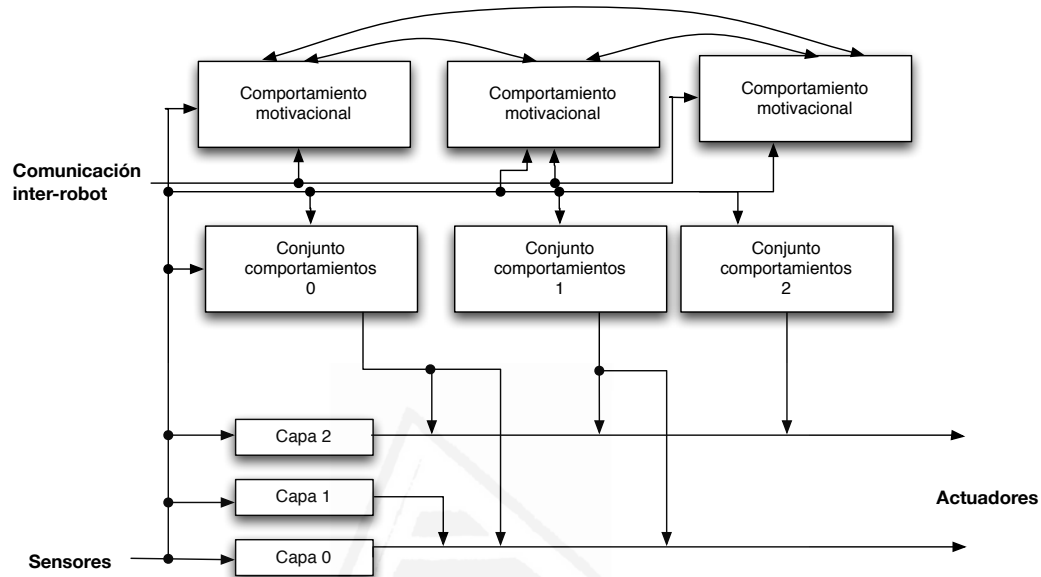 Comportamiento
motivacional
Comportamiento
motivacional
Comportamiento
motivacional
Comunicación
inter-robot
Conjunto
comportamientos
0
Conjunto
comportamientos
1
Conjunto
comportamientos
2
Capa 2
Capa 1
Actuadores
Capa 0
Sensores